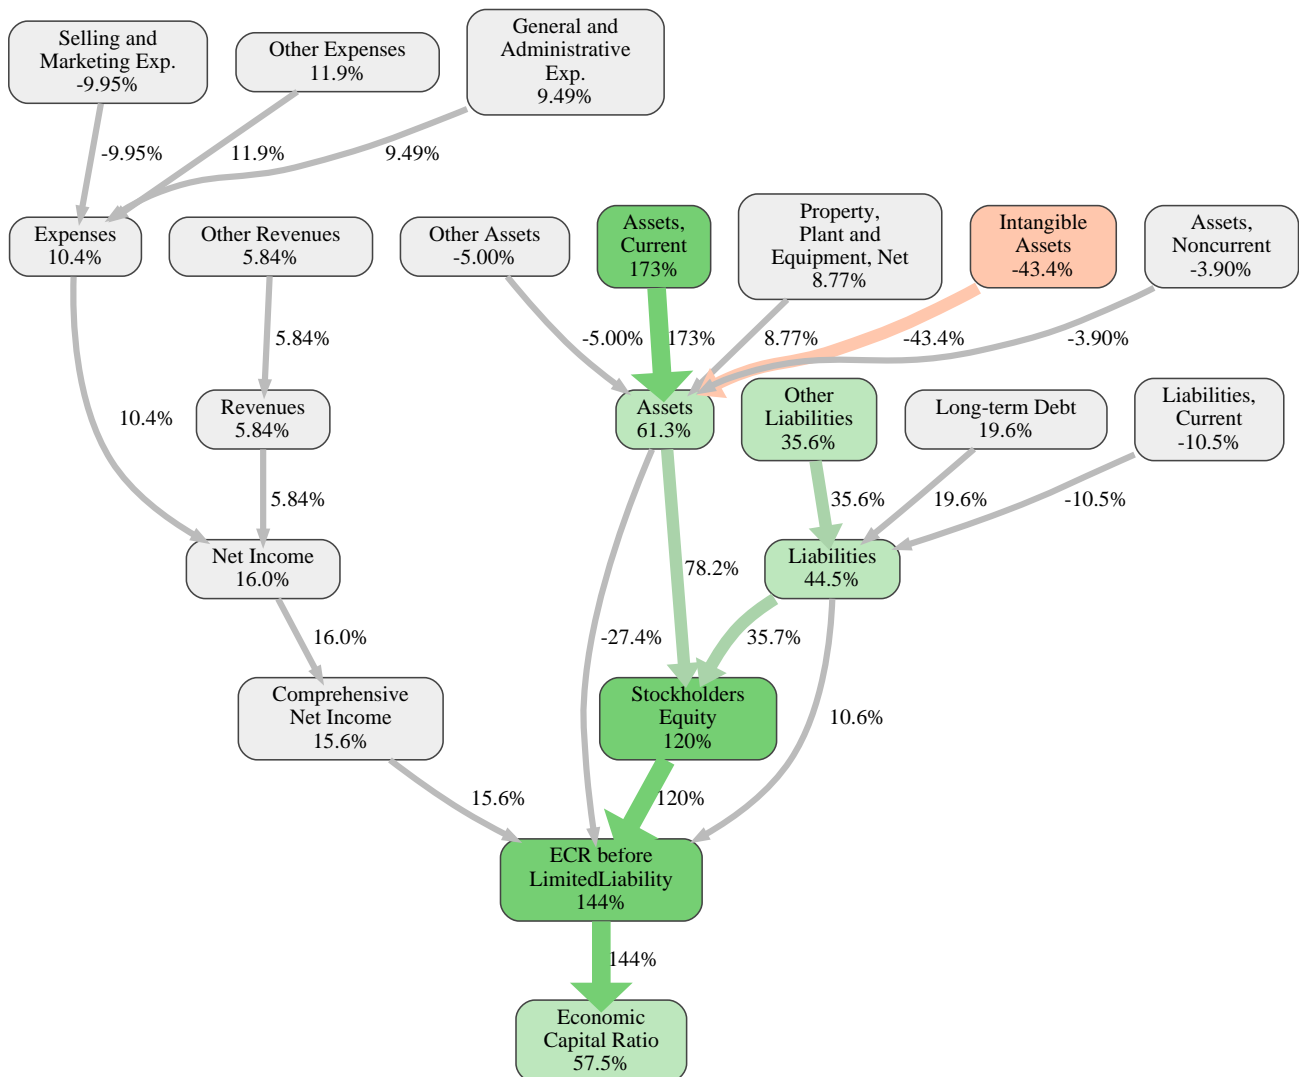 Selling and
Marketing Exp.
-9.95%
Other Expenses
11.9%
General and
Administrative
Exp.
9.49%
-9.95%
11.9%
9.49%
Expenses
10.4%
Other Revenues
5.84%
Other Assets
-5.00%
Assets,
Current
173%
Property,
Plant and
Equipment, Net
8.77%
Intangible
Assets
-43.4%
Assets,
Noncurrent
-3.90%
5.84%
-5.00%
173%
8.77%
-43.4%
-3.90%
10.4%
Revenues
5.84%
Assets
61.3%
Other
Liabilities
35.6%
Long-term Debt
19.6%
Liabilities,
Current
-10.5%
5.84%
35.6%
19.6%
-10.5%
Net Income
16.0%
78.2%
Liabilities
44.5%
16.0%
-27.4%
35.7%
Comprehensive
Net Income
15.6%
Stockholders
Equity
120%
10.6%
15.6%
120%
ECR before
LimitedLiability
144%
144%
Economic
Capital Ratio
57.5%